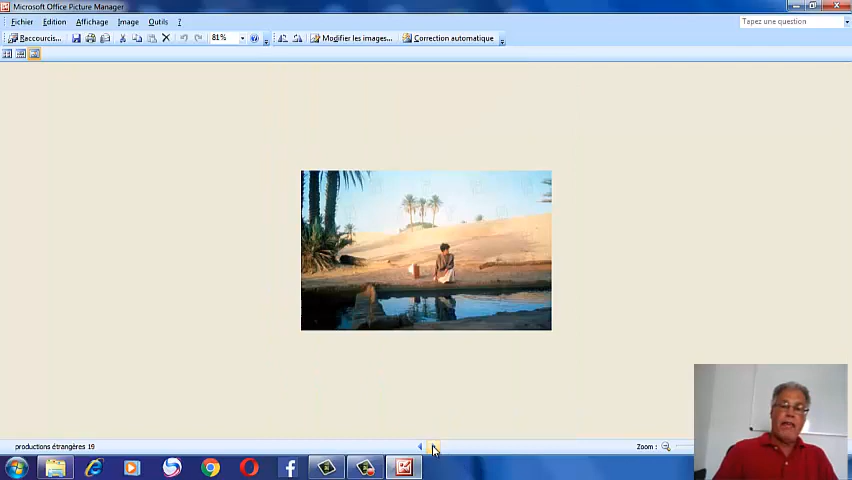 Microsoft Office Picture Manager
Fichier Edition Affichage Image Outils ?
Tapez une question
Raccourcis... 81% Modifier les images... Correction automatique
productions étrangères 19
Zoom :